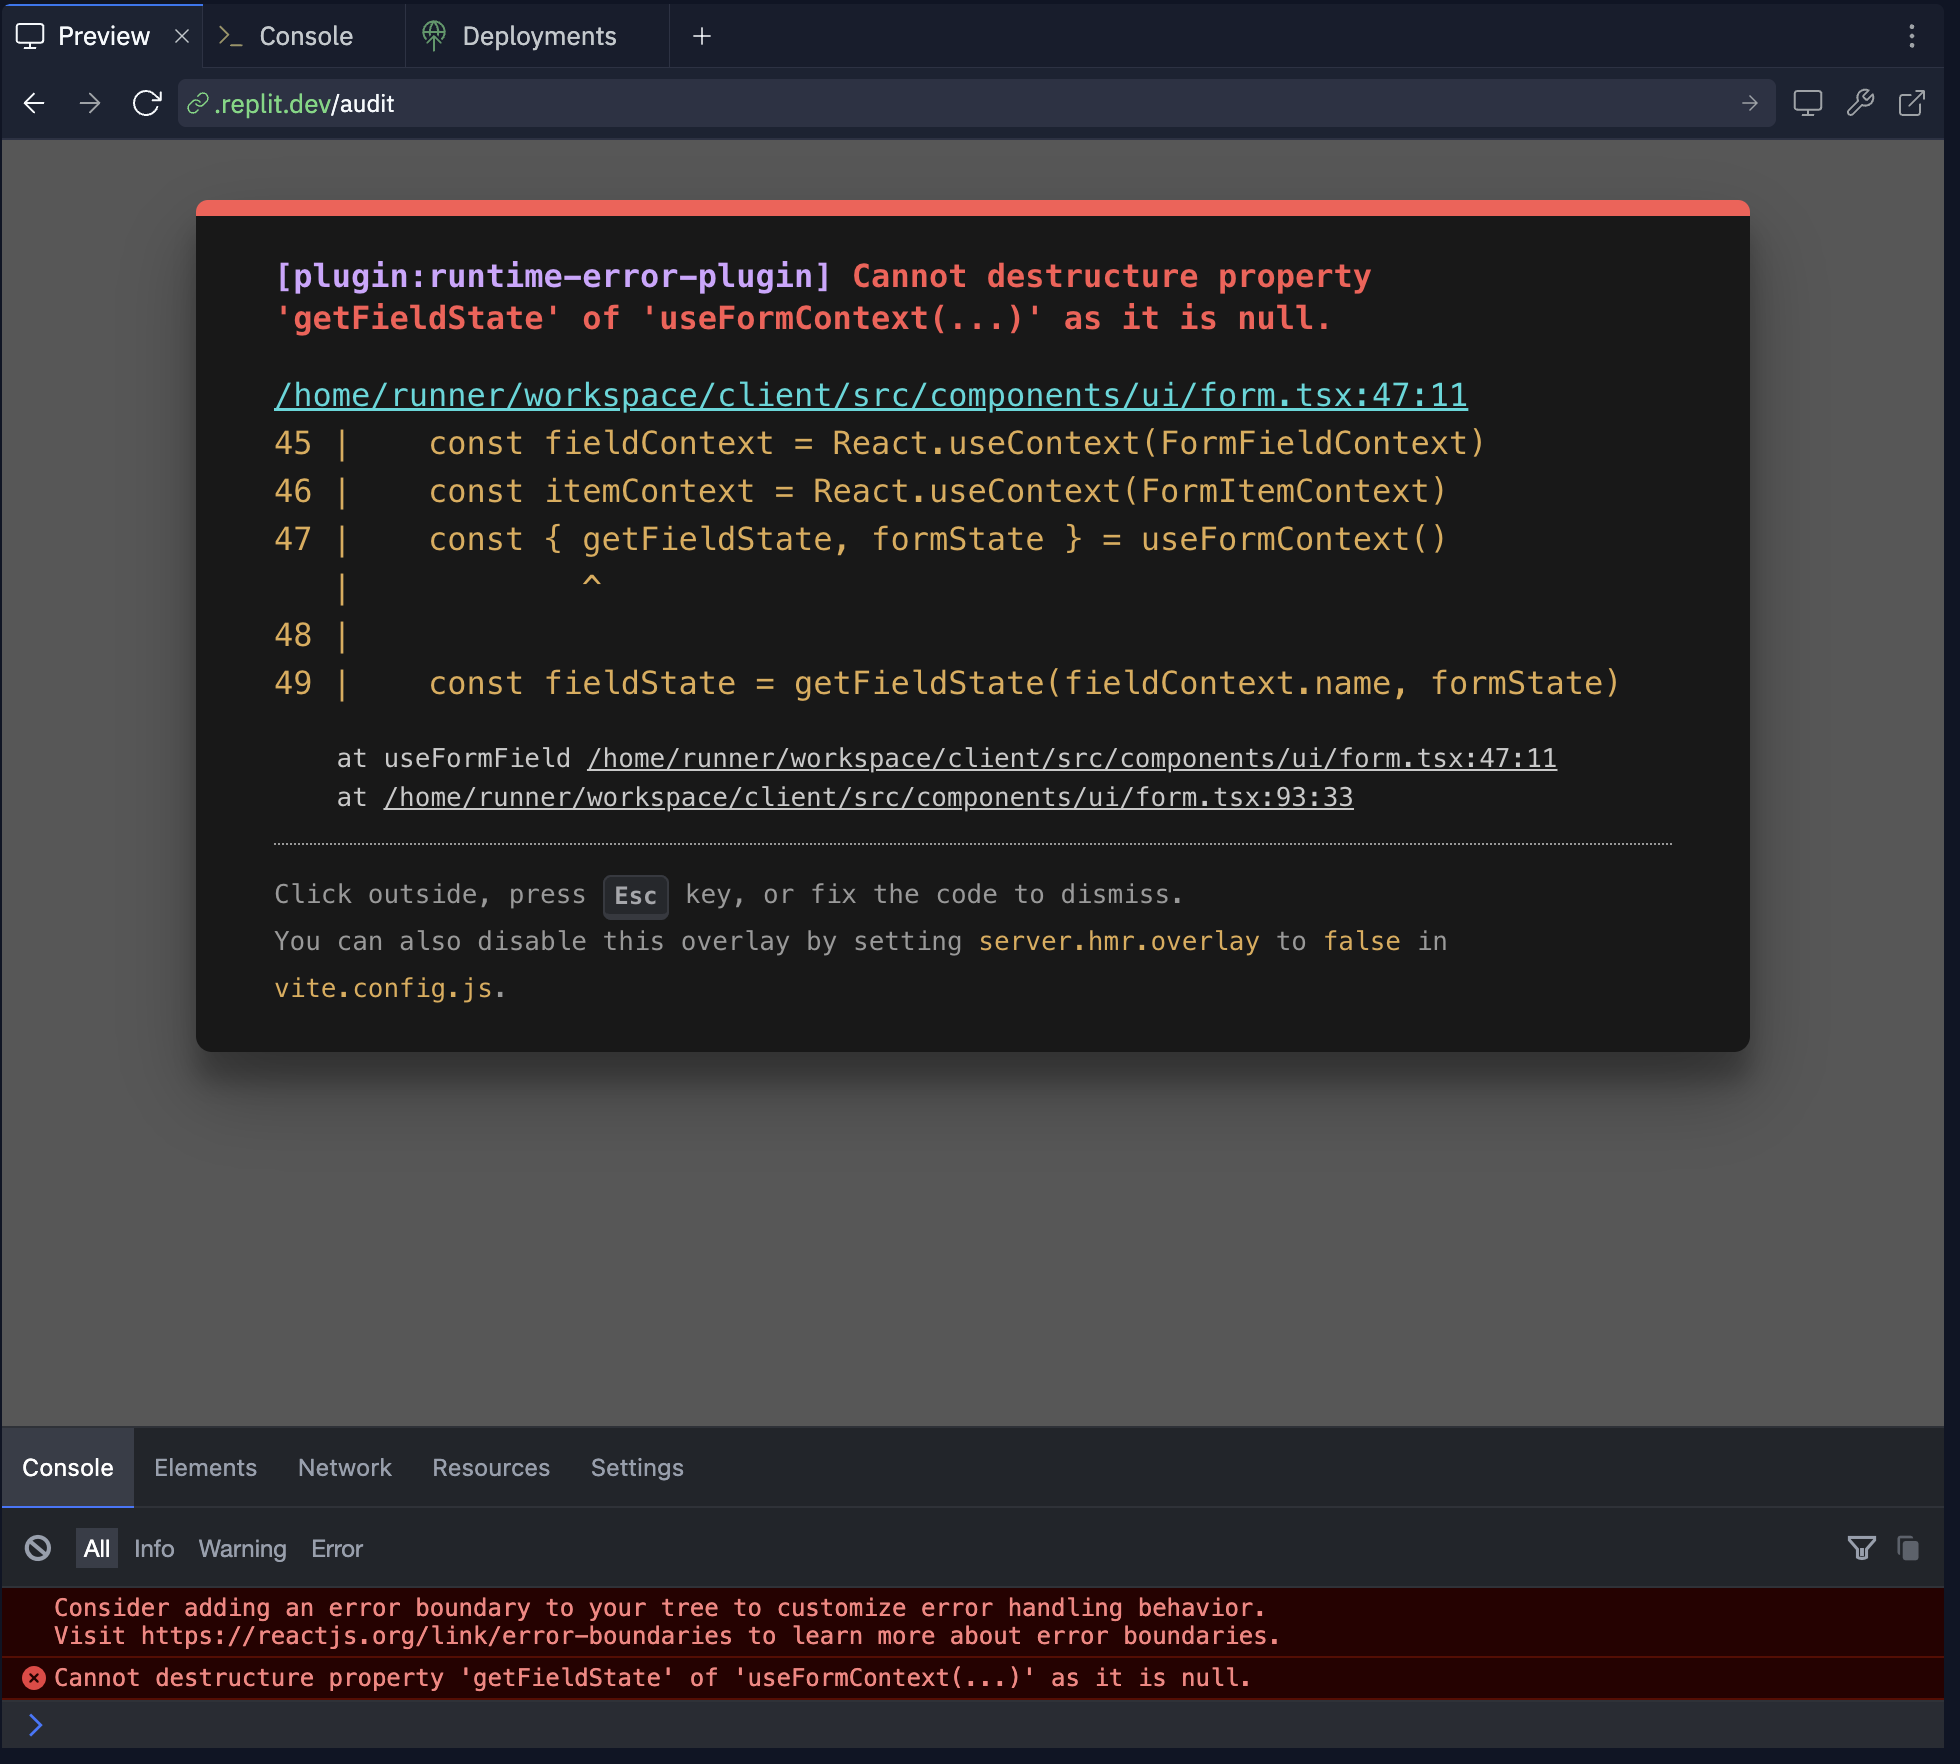 Preview
Console
Deployments
.replit.dev/audit
[plugin:runtime-error-plugin] Cannot destructure property
'getFieldState' of 'useFormContext(...)' as it is null.
/home/runner/workspace/client/src/components/ui/form.tsx:47:11
45 |    const fieldContext = React.useContext(FormFieldContext)
46 |    const itemContext = React.useContext(FormItemContext)
47 |    const { getFieldState, formState } = useFormContext()
   |            ^
48 |
49 |    const fieldState = getFieldState(fieldContext.name, formState)
at useFormField /home/runner/workspace/client/src/components/ui/form.tsx:47:11
at /home/runner/workspace/client/src/components/ui/form.tsx:93:33
Click outside, press Esc key, or fix the code to dismiss.
You can also disable this overlay by setting server.hmr.overlay to false in
vite.config.js.
Console Elements Network Resources Settings
All Info Warning Error
Consider adding an error boundary to your tree to customize error handling behavior.
Visit https://reactjs.org/link/error-boundaries to learn more about error boundaries.
Cannot destructure property 'getFieldState' of 'useFormContext(...)' as it is null.